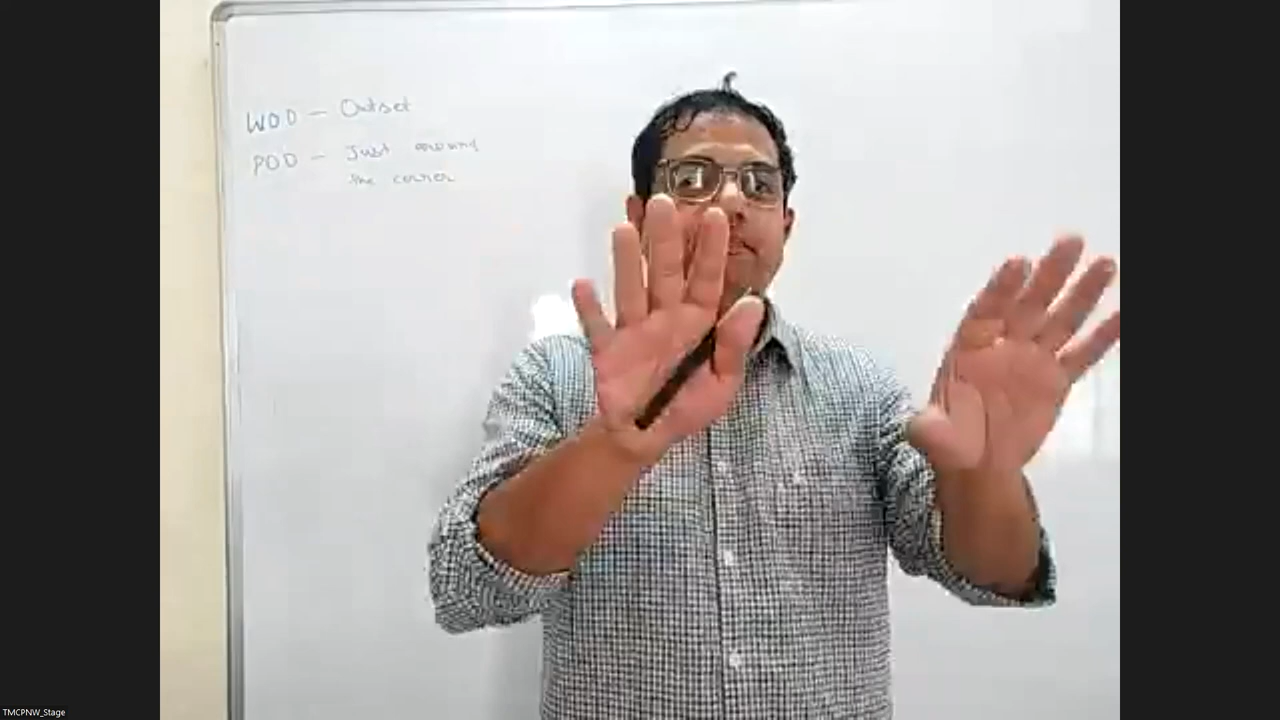 WOD - Outset
POD - Just around
the corner
TMCPNW_Stage